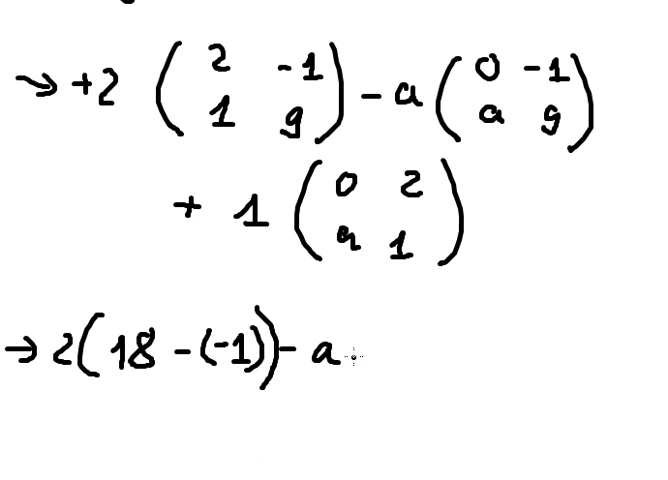 → +2 ( 2 -1 ) - a ( 0 -1 )
( 1 9 ) ( a 9 )
+ 1 ( 0 2 )
( a 1 )
→ 2(18 - (-1)) - a